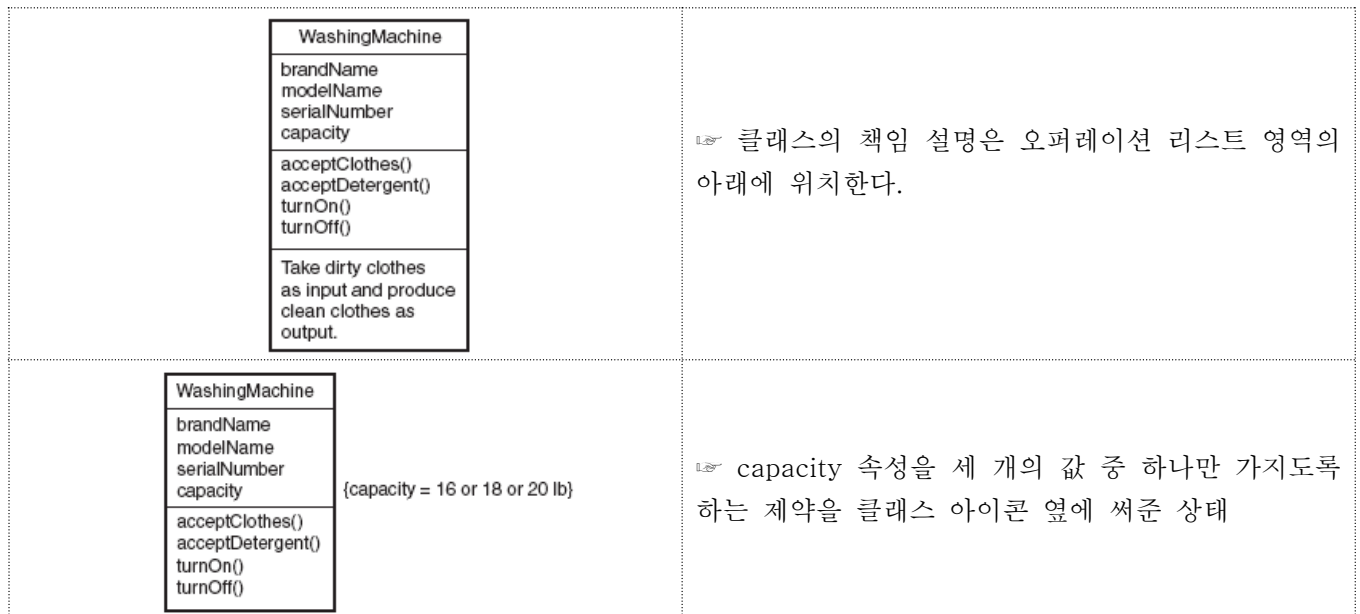 WashingMachine
brandName
modelName
serialNumber
capacity
acceptClothes()
acceptDetergent()
turnOn()
turnOff()
Take dirty clothes
as input and produce
clean clothes as
output.
☞ 클래스의 책임 설명은 오퍼레이션 리스트 영역의
아래에 위치한다.
WashingMachine
brandName
modelName
serialNumber
capacity
{capacity = 16 or 18 or 20 lb}
acceptClothes()
acceptDetergent()
turnOn()
turnOff()
☞ capacity 속성을 세 개의 값 중 하나만 가지도록
하는 제약을 클래스 아이콘 옆에 써준 상태